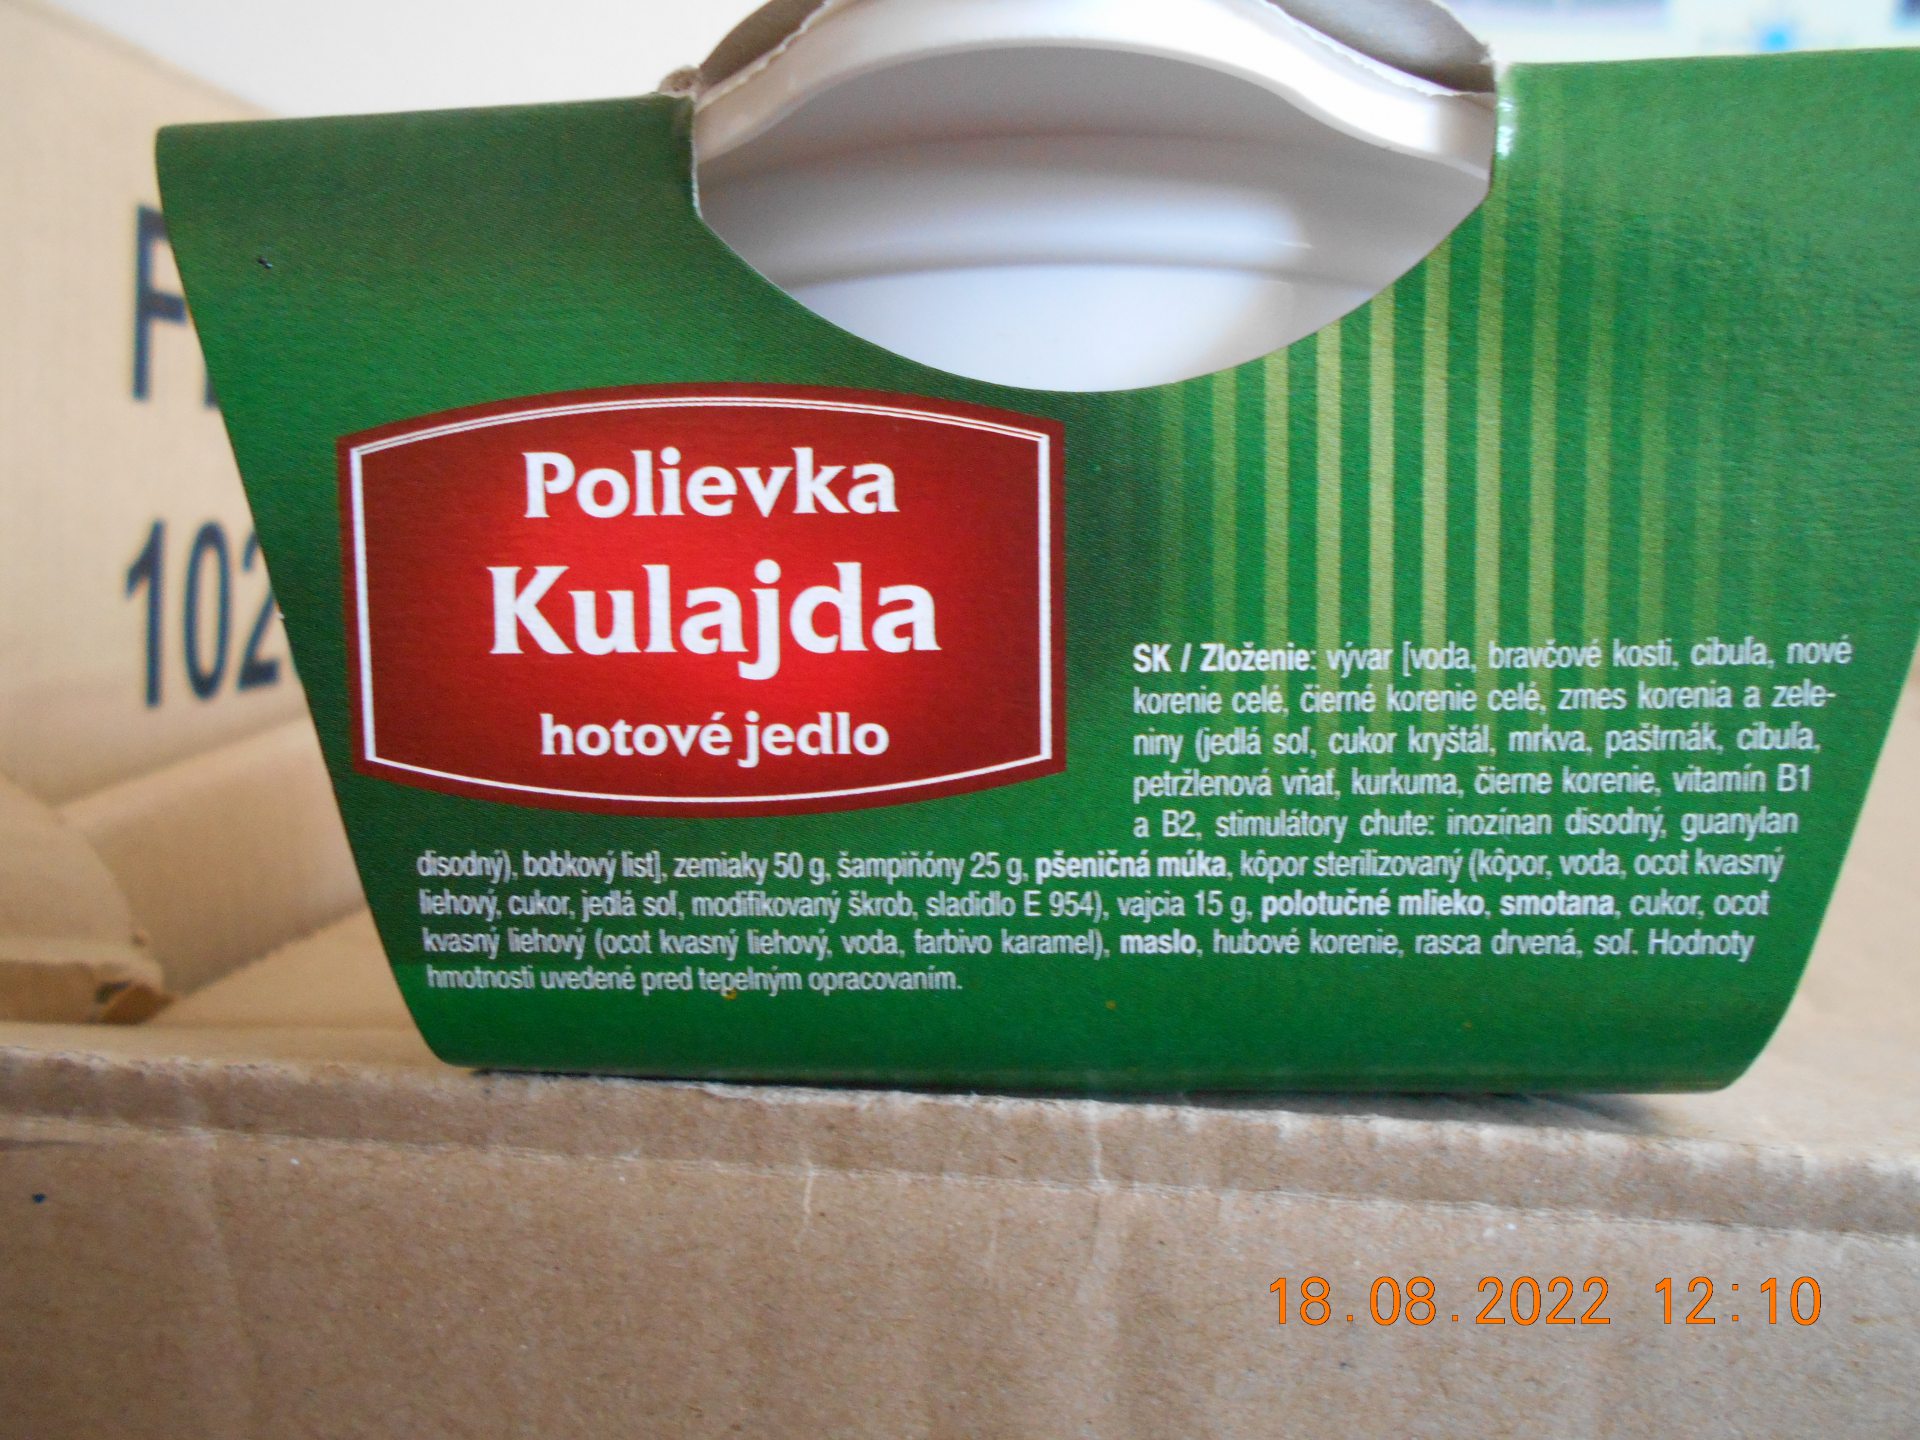 102
Polievka
Kulajda
hotové jedlo
SK / Zloženie: vývar [voda, bravčové kosti, cibuľa, nové
korenie celé, čierné korenie celé, zmes korenia a zele-
niny (jedlá soľ, cukor kryštál, mrkva, paštrnák, cibuľa,
petržlenová vňať, kurkuma, čierne korenie, vitamín B1
a B2, stimulátory chute: inozínan disodný, guanylan
disodný), bobkový list], zemiaky 50 g, šampiňóny 25 g, pšeničná múka, kôpor sterilizovaný (kôpor, voda, ocot kvasný
liehový, cukor, jedlá soľ, modifikovaný škrob, sladidlo E 954), vajcia 15 g, polotučné mlieko, smotana, cukor, ocot
kvasný liehový (ocot kvasný liehový, voda, farbivo karamel), maslo, hubové korenie, rasca drvená, soľ. Hodnoty
hmotnosti uvedené pred tepelným opracovaním.
18.08.2022 12:10